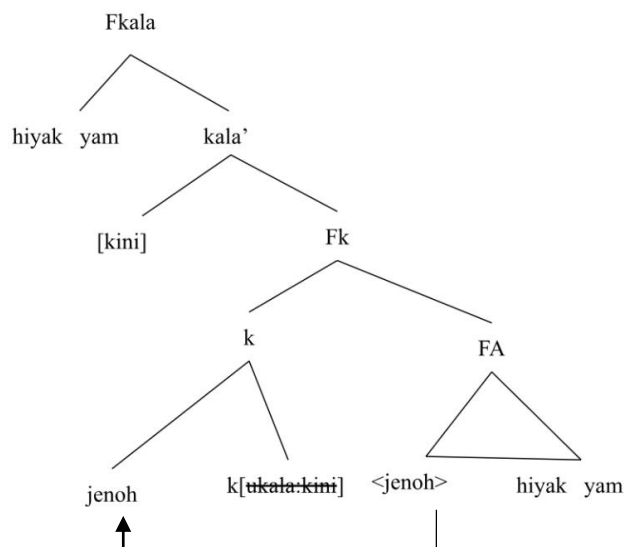 Fkala
hiyak yam kala’
[kini] Fk
k FA
jenoh k[ukala:kini] <jenoh> hiyak yam